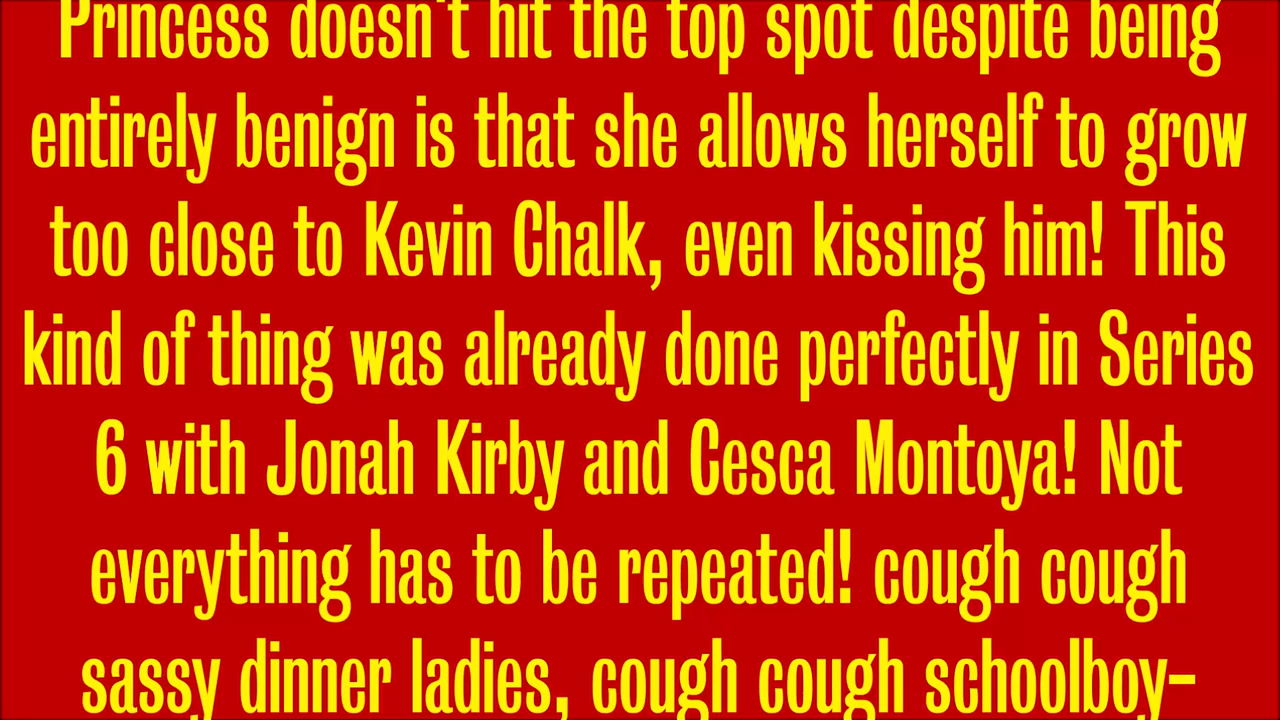 Princess doesn't hit the top spot despite being
entirely benign is that she allows herself to grow
too close to Kevin Chalk, even kissing him! This
kind of thing was already done perfectly in Series
6 with Jonah Kirby and Cesca Montoya! Not
everything has to be repeated! cough cough
sassy dinner ladies, cough cough schoolboy-